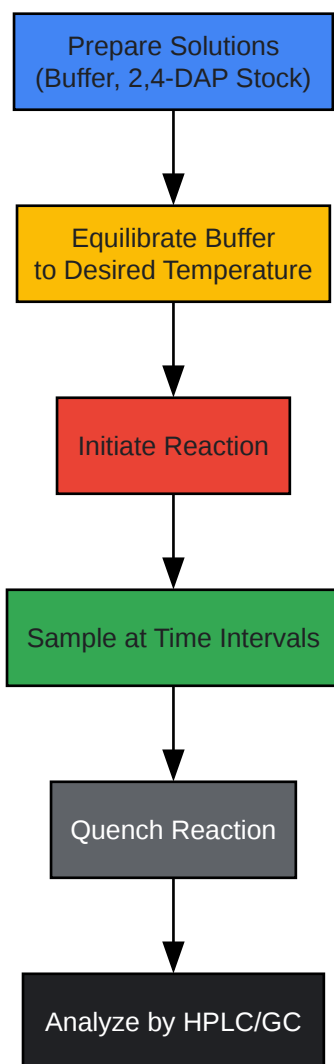 Prepare Solutions
(Buffer, 2,4-DAP Stock)
Equilibrate Buffer
to Desired Temperature
Initiate Reaction
Sample at Time Intervals
Quench Reaction
Analyze by HPLC/GC